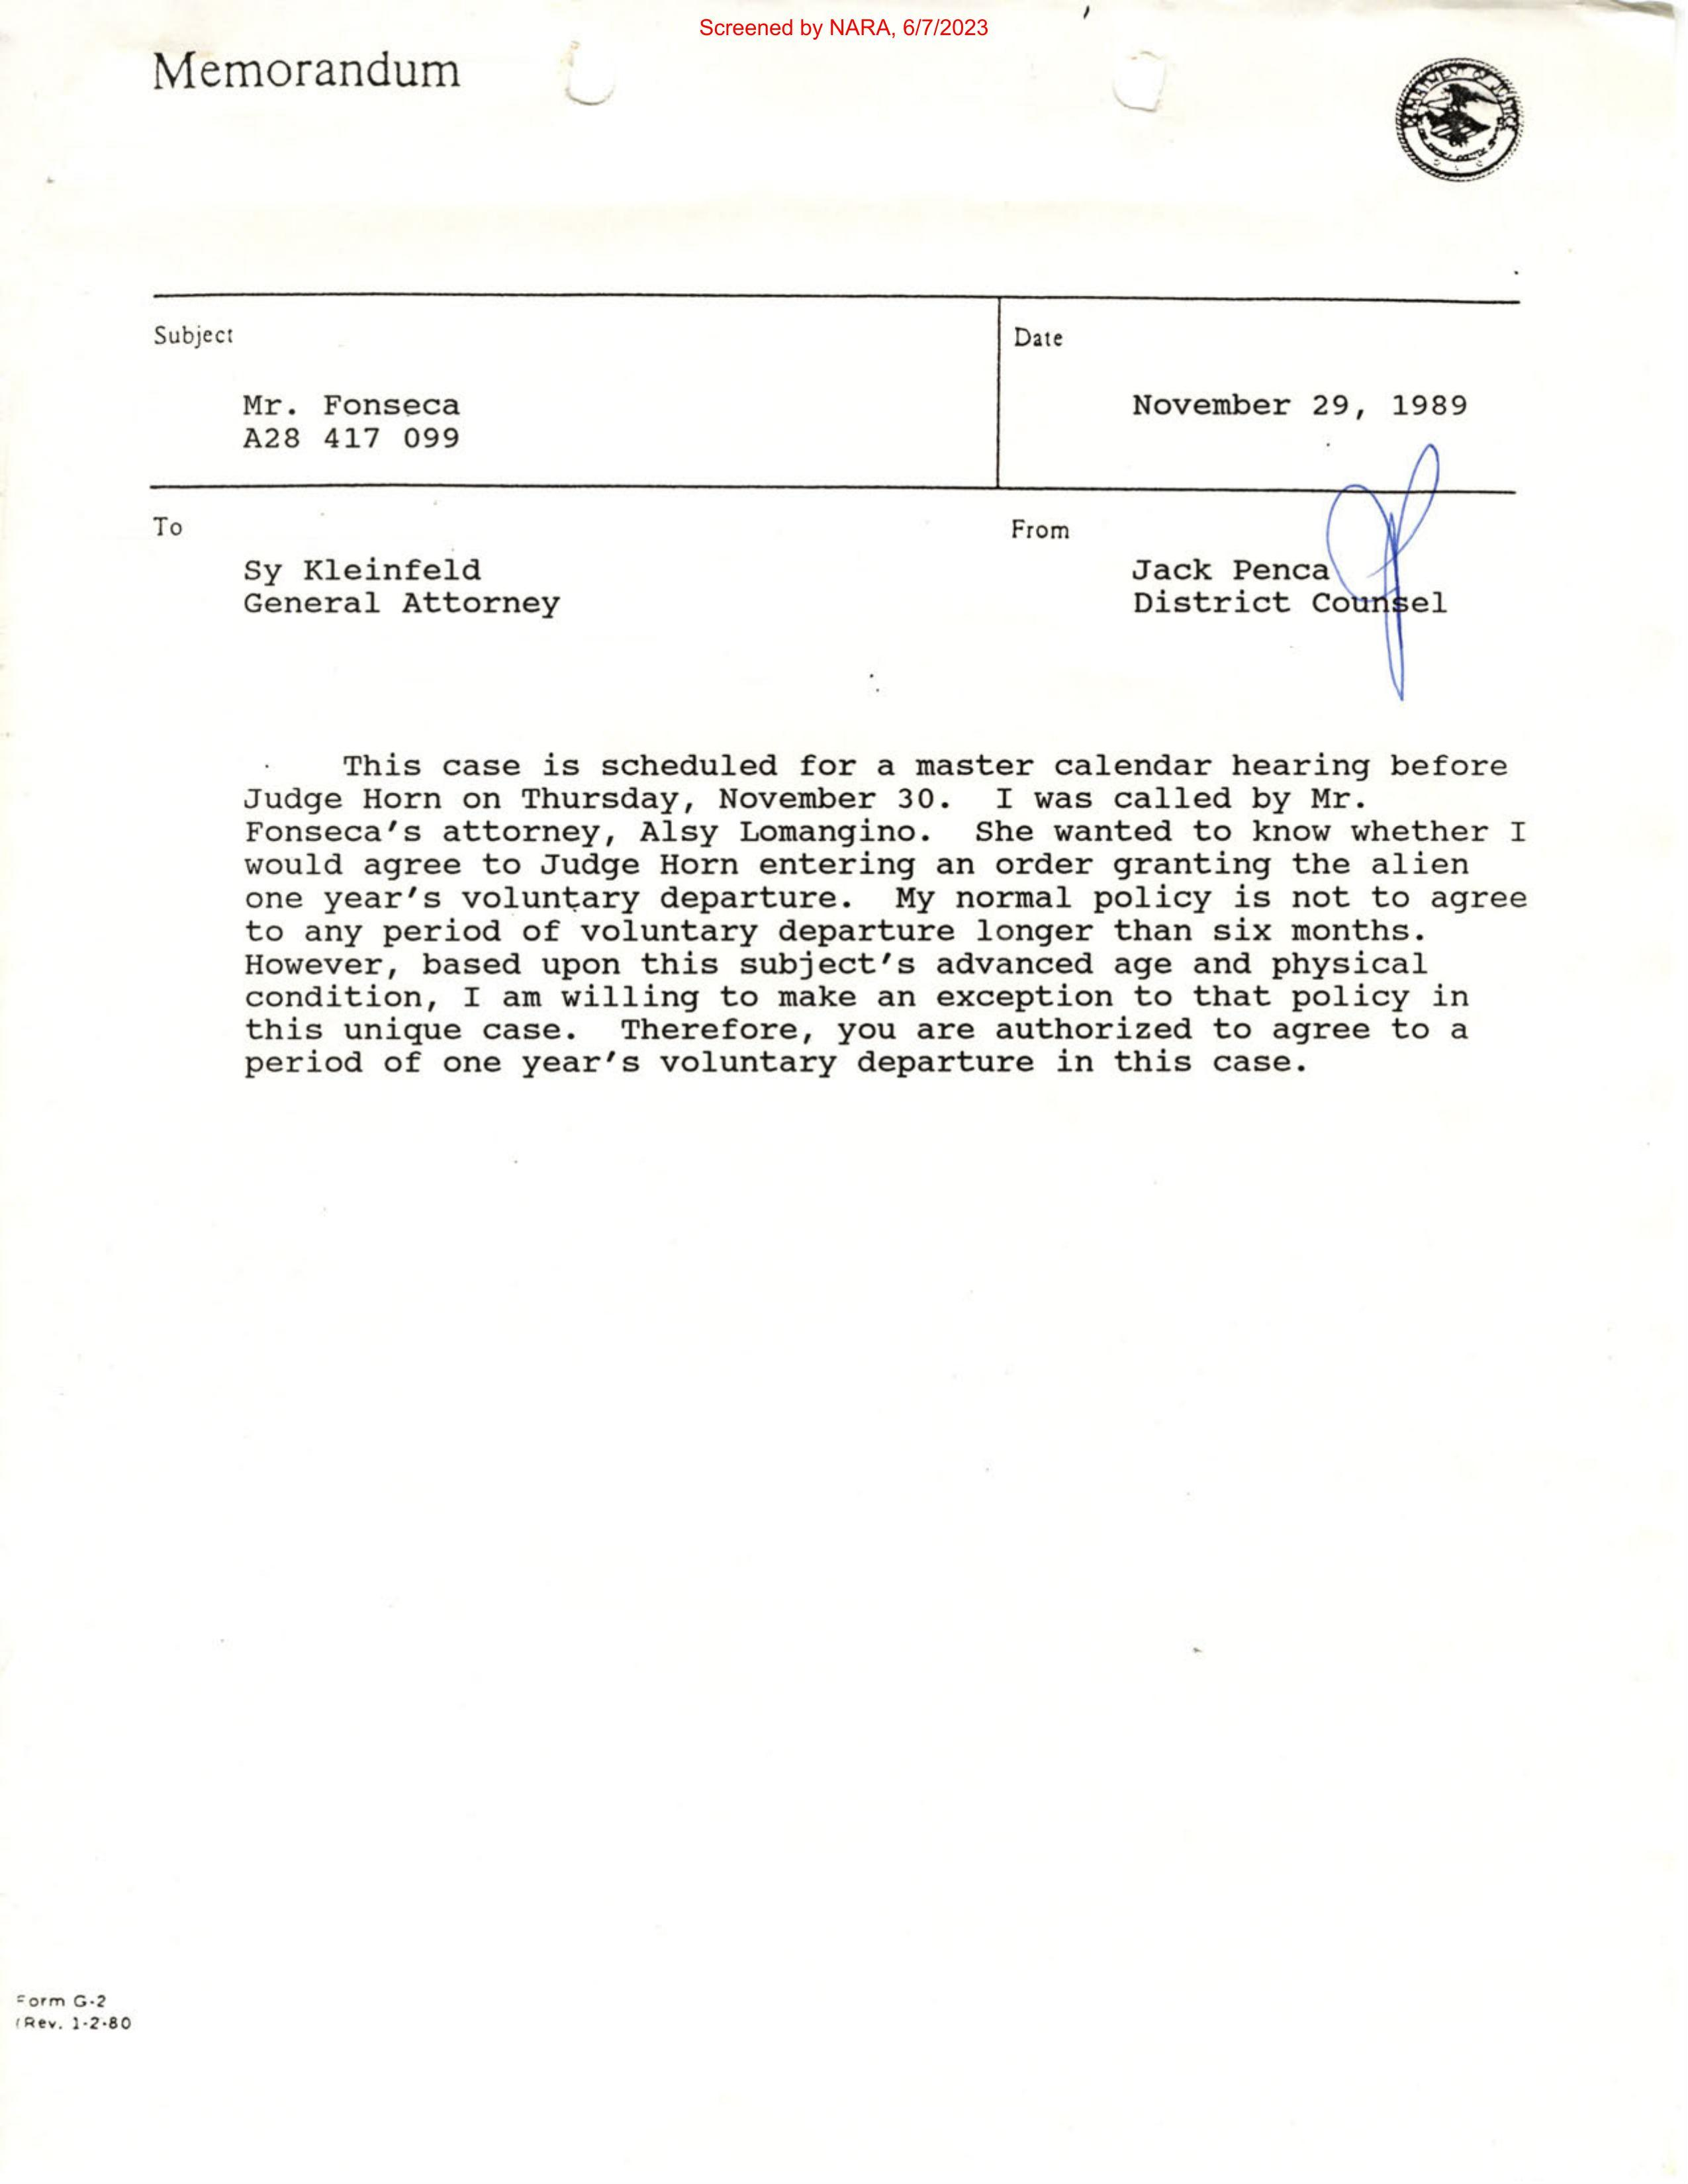 Screened by NARA, 6/7/2023
Memorandum
Subject
Date
Mr. Fonseca
A28 417 099
November 29, 1989
To
From
Sy Kleinfeld
General Attorney
Jack Penca
District Counsel
This case is scheduled for a master calendar hearing before
Judge Horn on Thursday, November 30. I was called by Mr.
Fonseca's attorney, Alsy Lomangino. She wanted to know whether I
would agree to Judge Horn entering an order granting the alien
one year's voluntary departure. My normal policy is not to agree
to any period of voluntary departure longer than six months.
However, based upon this subject's advanced age and physical
condition, I am willing to make an exception to that policy in
this unique case. Therefore, you are authorized to agree to a
period of one year's voluntary departure in this case.
Form G-2
(Rev. 1-2-80